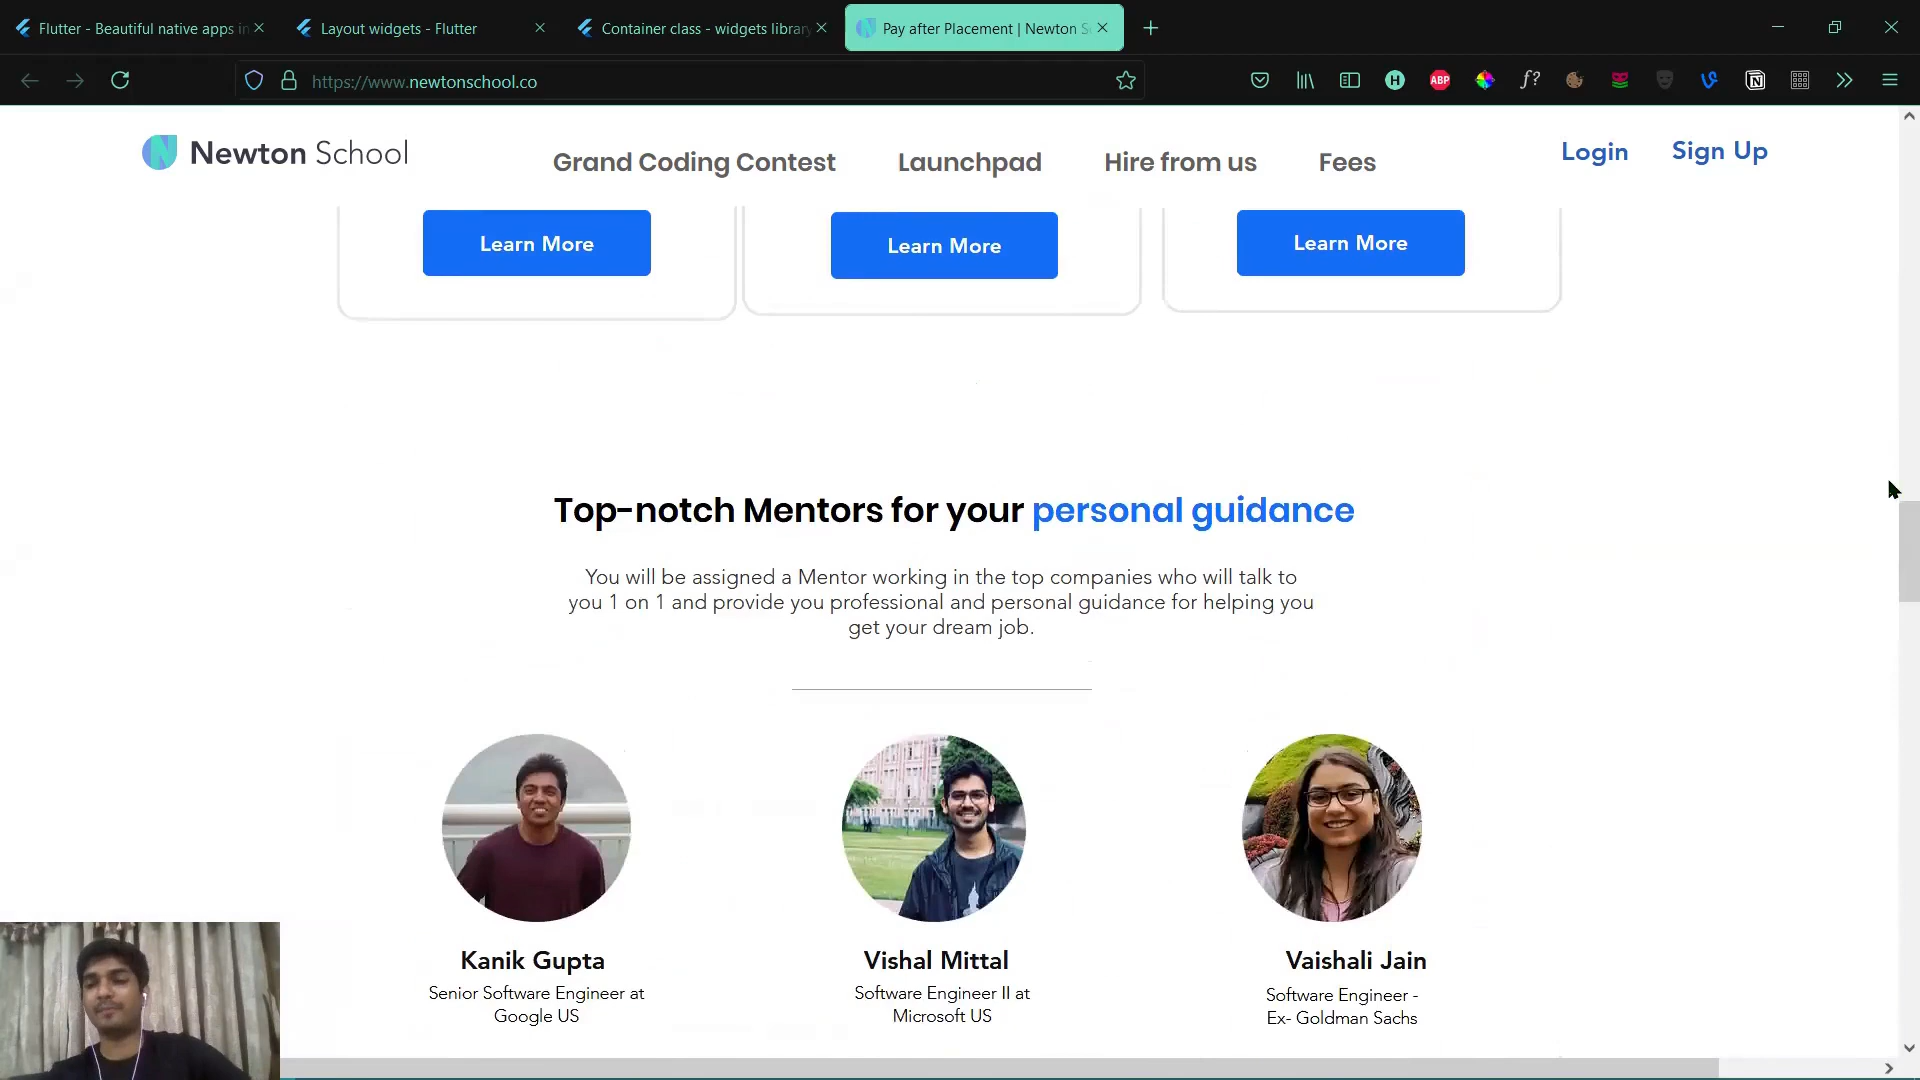 Flutter - Beautiful native apps in
Layout widgets - Flutter
Container class - widgets library
Pay after Placement | Newton S
https://www.newtonschool.co
H
ABP
f?
Newton School
Grand Coding Contest
Launchpad
Hire from us
Fees
Login
Sign Up
Learn More
Learn More
Learn More
Top-notch Mentors for your personal guidance
You will be assigned a Mentor working in the top companies who will talk to
you 1 on 1 and provide you professional and personal guidance for helping you
get your dream job.
Kanik Gupta
Senior Software Engineer at
Google US
Vishal Mittal
Software Engineer II at
Microsoft US
Vaishali Jain
Software Engineer -
Ex- Goldman Sachs